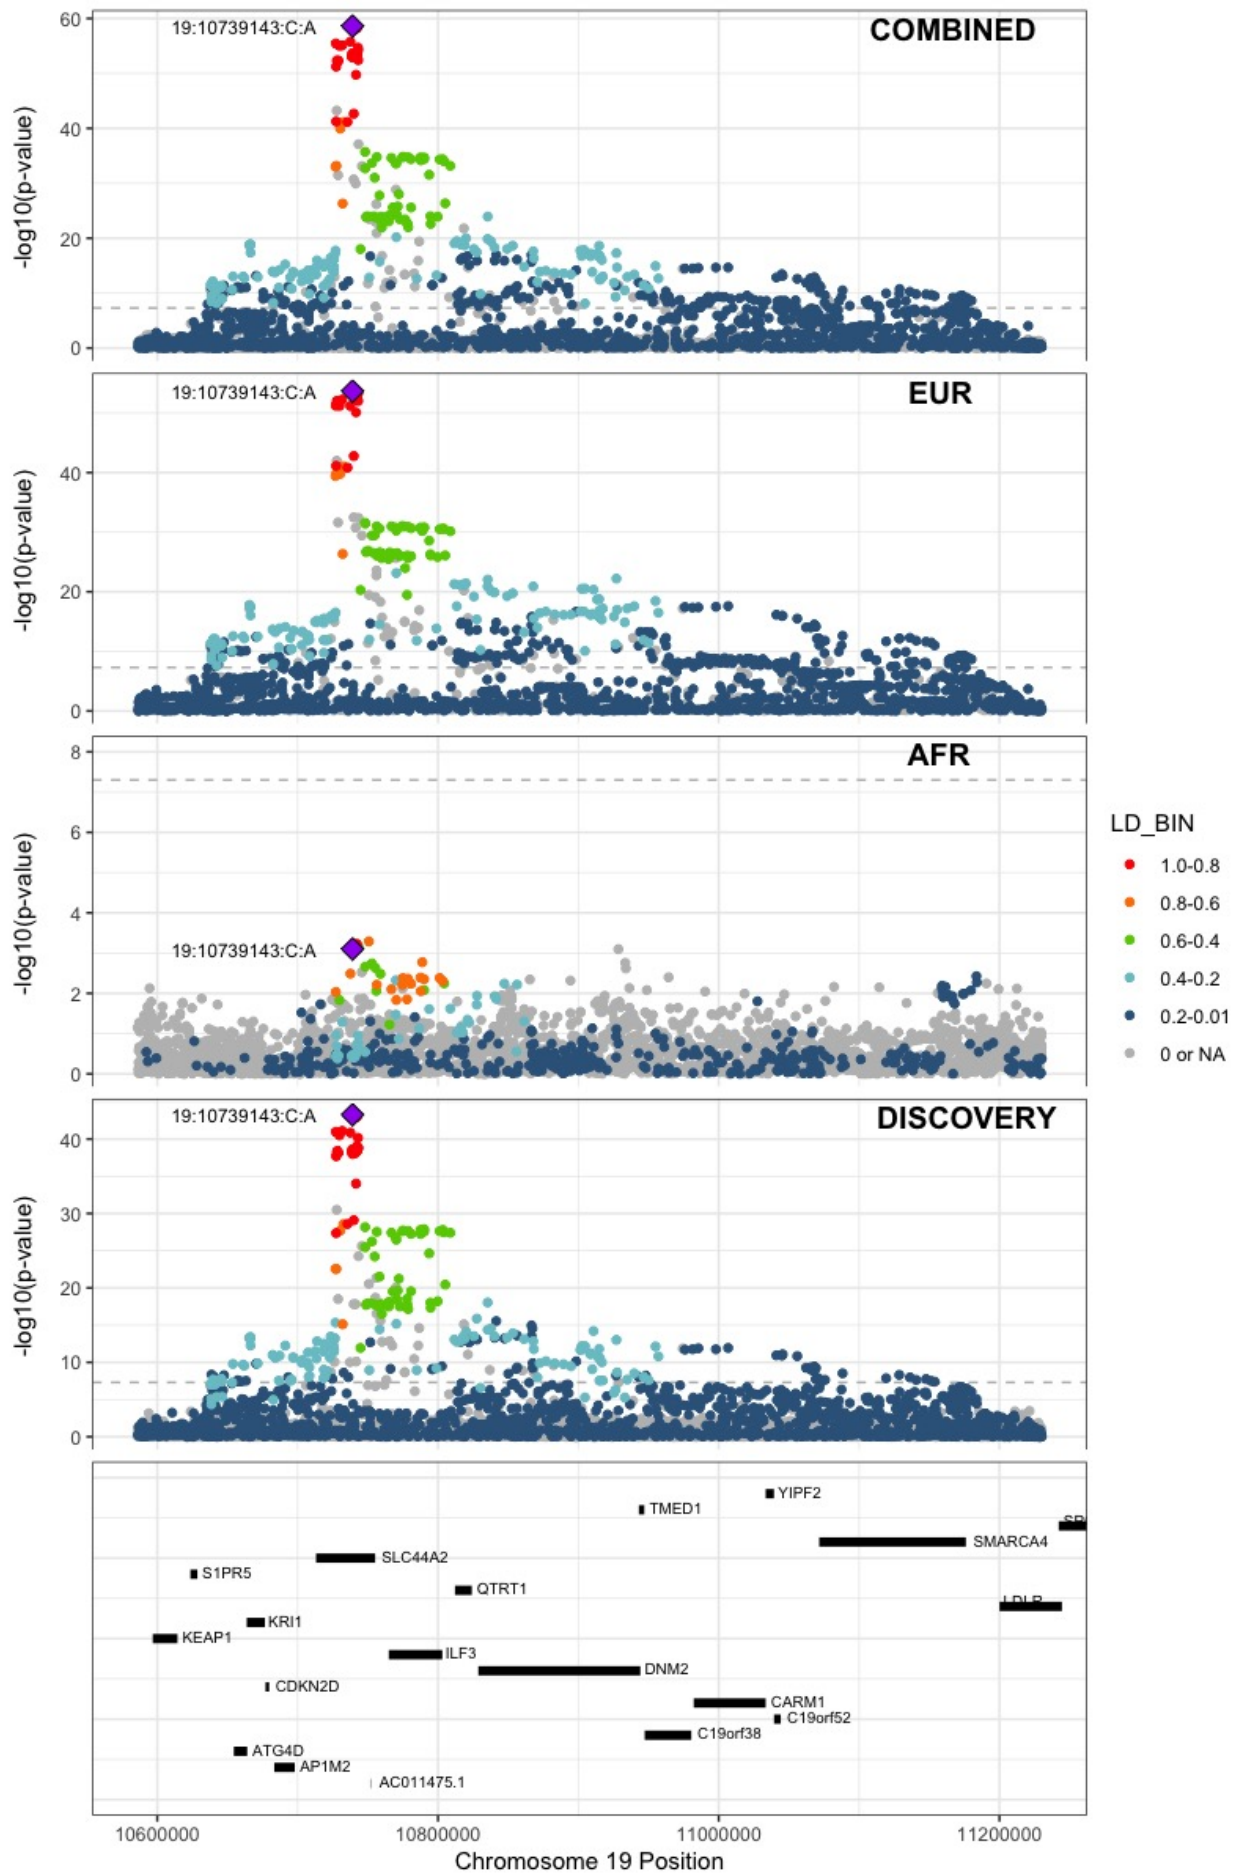 COMBINED
19:10739143:C:A
60
40
20
0
-log10(p-value)
EUR
19:10739143:C:A
40
20
0
-log10(p-value)
AFR
19:10739143:C:A
8
6
4
2
0
-log10(p-value)
LD_BIN
1.0-0.8
0.8-0.6
0.6-0.4
0.4-0.2
0.2-0.01
0 or NA
DISCOVERY
19:10739143:C:A
40
30
20
10
0
-log10(p-value)
YIPF2
TMED1
SMARCA4
SLC44A2
S1PR5
QTRT1
LDLR
KRI1
KEAP1
ILF3
DNM2
CDKN2D
CARM1
C19orf52
C19orf38
ATG4D
AP1M2
AC011475.1
10600000 10800000 11000000 11200000
Chromosome 19 Position